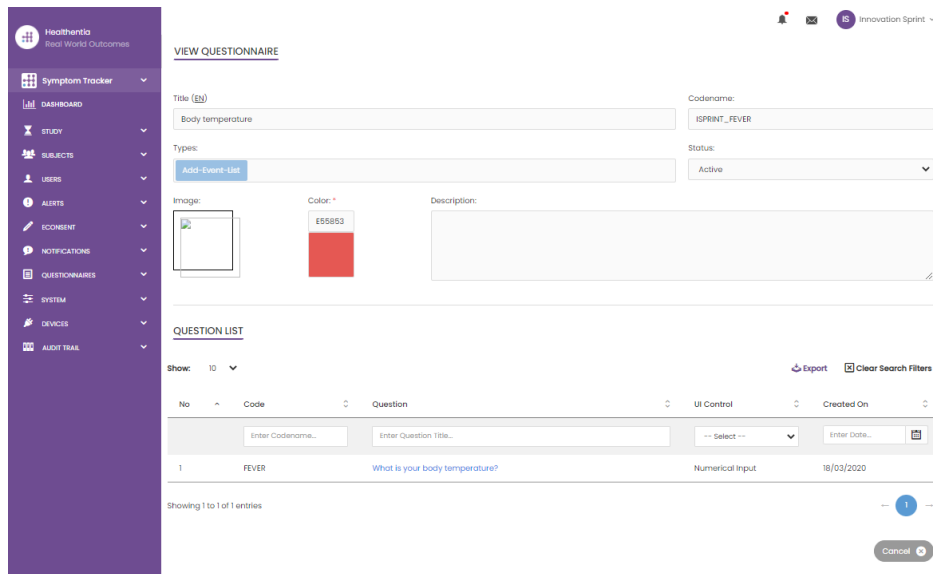 Healthentia
Real World Outcomes
IS Innovation Sprint
VIEW QUESTIONNAIRE
Symptom Tracker
DASHBOARD
STUDY
SUBJECTS
USERS
ALERTS
ECONSENT
NOTIFICATIONS
QUESTIONNAIRES
SYSTEM
DEVICES
AUDIT TRAIL
Title (EN)
Codename:
Body temperature
ISPRINT_FEVER
Types:
Status:
Add-Event-List
Active
Image:
Color: *
Description:
E55853
QUESTION LIST
Show: 10
Export
Clear Search Filters
No Code Question UI Control Created On
Enter Codename... Enter Question Title... -- Select -- Enter Date...
1 FEVER What is your body temperature? Numerical Input 18/03/2020
Showing 1 to 1 of 1 entries
← 1 →
Cancel